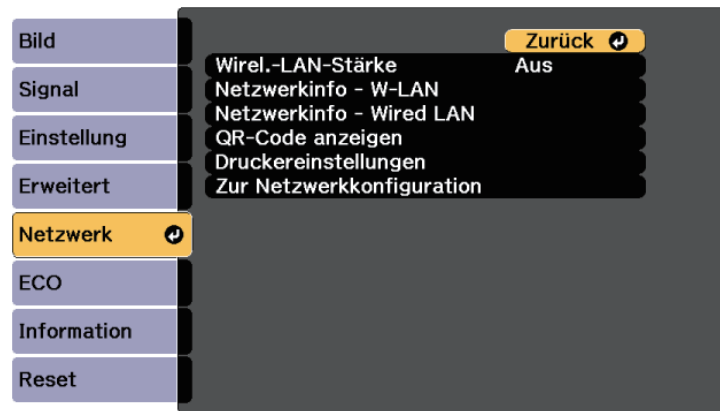 Bild
Signal
Einstellung
Erweitert
Netzwerk
ECO
Information
Reset
Zurück
Wirel.-LAN-Stärke Aus
Netzwerkinfo - W-LAN
Netzwerkinfo - Wired LAN
QR-Code anzeigen
Druckereinstellungen
Zur Netzwerkkonfiguration